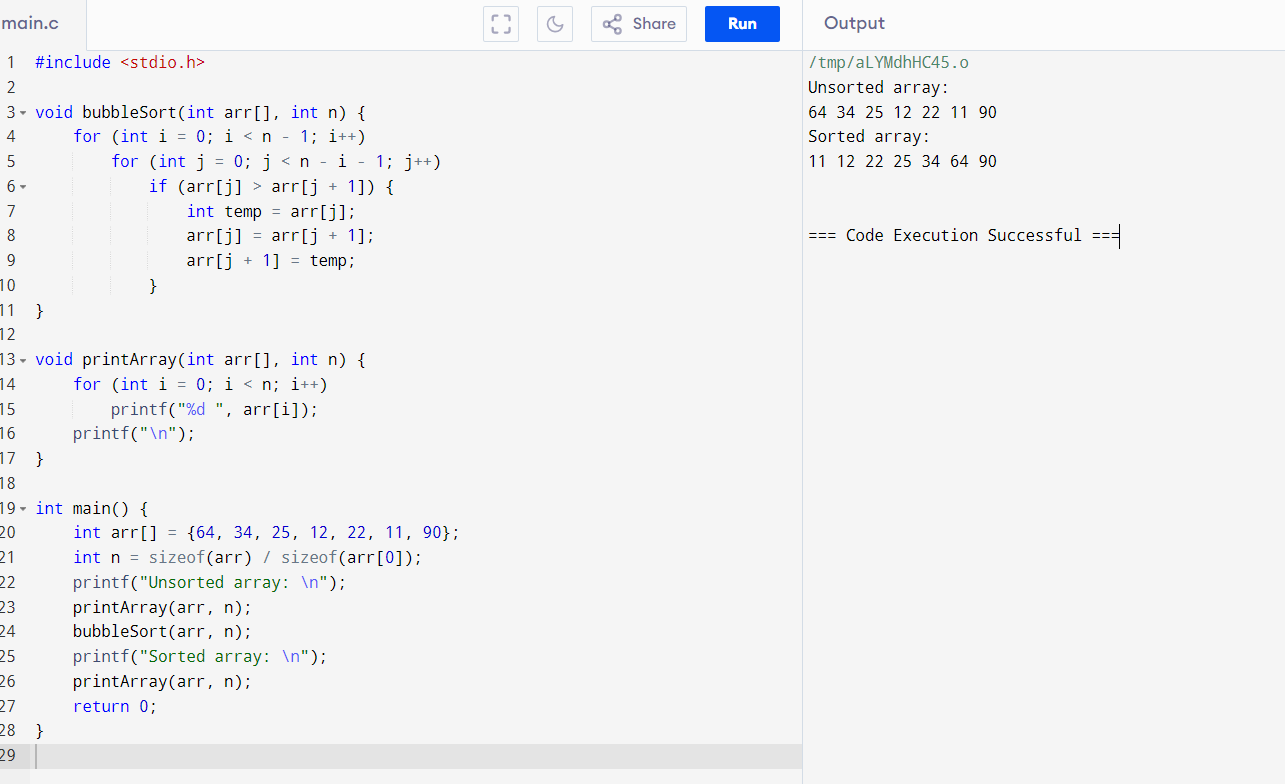 main.c
Share
Run
Output
1 #include <stdio.h>
2
3 void bubbleSort(int arr[], int n) {
4     for (int i = 0; i < n - 1; i++)
5         for (int j = 0; j < n - i - 1; j++)
6             if (arr[j] > arr[j + 1]) {
7                 int temp = arr[j];
8                 arr[j] = arr[j + 1];
9                 arr[j + 1] = temp;
10             }
11 }
12
13 void printArray(int arr[], int n) {
14     for (int i = 0; i < n; i++)
15         printf("%d ", arr[i]);
16     printf("\n");
17 }
18
19 int main() {
20     int arr[] = {64, 34, 25, 12, 22, 11, 90};
21     int n = sizeof(arr) / sizeof(arr[0]);
22     printf("Unsorted array: \n");
23     printArray(arr, n);
24     bubbleSort(arr, n);
25     printf("Sorted array: \n");
26     printArray(arr, n);
27     return 0;
28 }
29
/tmp/aLYMdhHC45.o
Unsorted array:
64 34 25 12 22 11 90
Sorted array:
11 12 22 25 34 64 90
=== Code Execution Successful ===